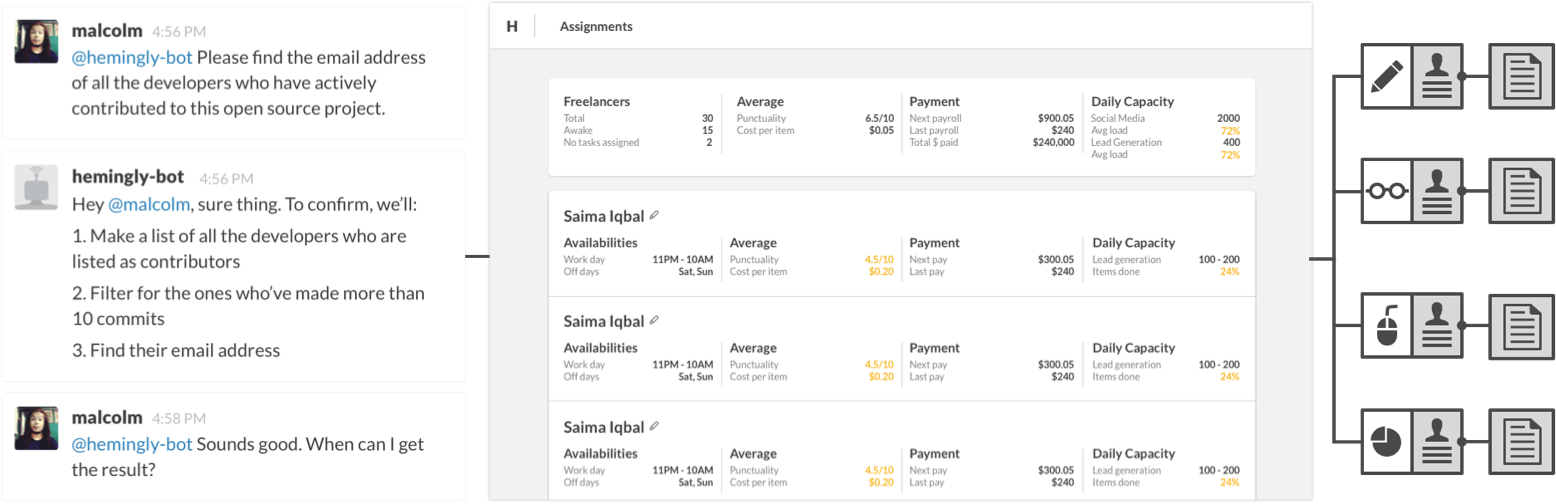 malcolm 4:56 PM
@hemingly-bot Please find the email address
of all the developers who have actively
contributed to this open source project.
hemingly-bot 4:56 PM
Hey @malcolm, sure thing. To confirm, we'll:
1. Make a list of all the developers who are
listed as contributors
2. Filter for the ones who've made more than
10 commits
3. Find their email address
malcolm 4:58 PM
@hemingly-bot Sounds good. When can I get
the result?
H Assignments
Freelancers Average Payment Daily Capacity
Total 30 Punctuality 6.5/10 Next payroll $900.05 Social Media 2000
Awake 15 Cost per item $0.05 Last payroll $240 Avg load 72%
No tasks assigned 2 Total $ paid $240,000 Lead Generation 400
Avg load 72%
Saima Iqbal
Availabilities Average Payment Daily Capacity
Work day 11PM - 10AM Punctuality 4.5/10 Next pay $300.05 Lead generation 100 - 200
Off days Sat, Sun Cost per item $0.20 Last pay $240 Items done 24%
Saima Iqbal
Availabilities Average Payment Daily Capacity
Work day 11PM - 10AM Punctuality 4.5/10 Next pay $300.05 Lead generation 100 - 200
Off days Sat, Sun Cost per item $0.20 Last pay $240 Items done 24%
Saima Iqbal
Availabilities Average Payment Daily Capacity
Work day 11PM - 10AM Punctuality 4.5/10 Next pay $300.05 Lead generation 100 - 200
Off days Sat, Sun Cost per item $0.20 Last pay $240 Items done 24%